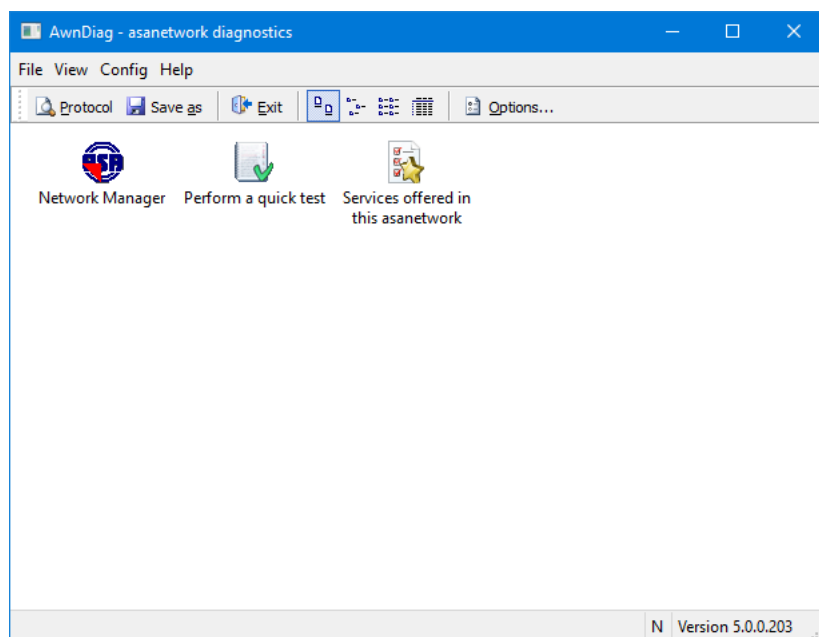 AwnDiag - asanetwork diagnostics
File View Config Help
Protocol Save as Exit Options...
asa
Network Manager Perform a quick test Services offered in
this asanetwork
N Version 5.0.0.203